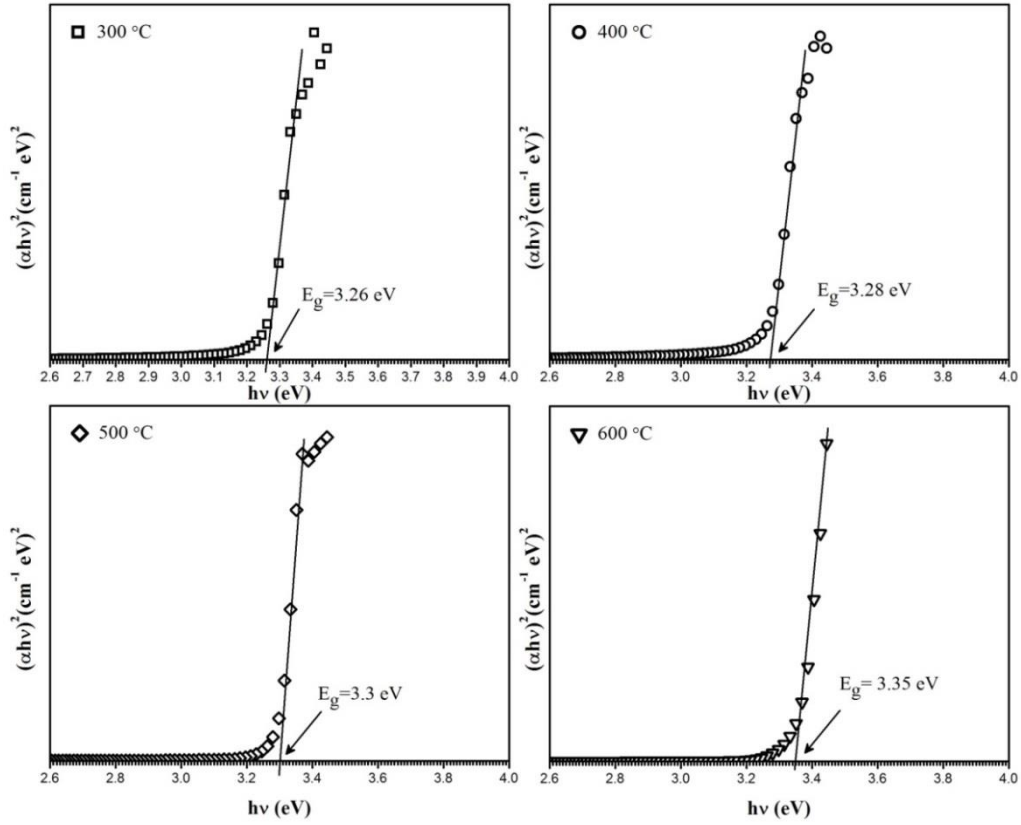 300 °C
(αhν)²(cm⁻¹ eV)²
E_g=3.26 eV
2.6 2.7 2.8 2.9 3.0 3.1 3.2 3.3 3.4 3.5 3.6 3.7 3.8 3.9 4.0
hν (eV)
400 °C
(αhν)²(cm⁻¹ eV)²
E_g=3.28 eV
2.6 2.8 3.0 3.2 3.4 3.6 3.8 4.0
hν (eV)
500 °C
(αhν)²(cm⁻¹ eV)²
E_g=3.3 eV
2.6 2.8 3.0 3.2 3.4 3.6 3.8 4.0
hν (eV)
600 °C
(αhν)²(cm⁻¹ eV)²
E_g= 3.35 eV
2.6 2.8 3.0 3.2 3.4 3.6 3.8 4.0
hν (eV)